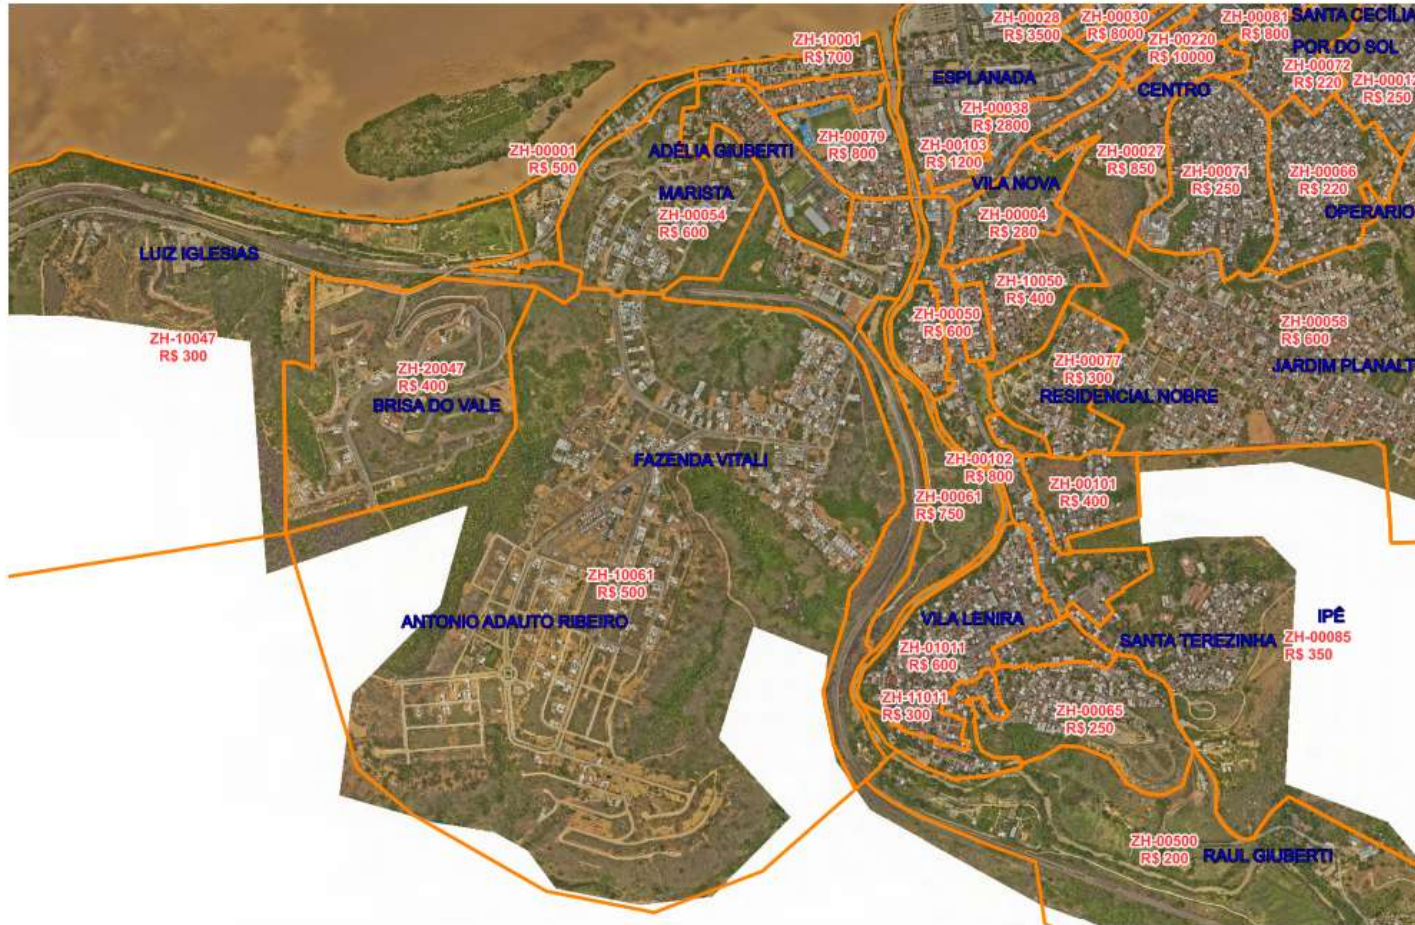 ZH-00028
R$ 3500
ZH-00030
R$ 8000
ZH-00081
R$ 800
SANTA CECÍLIA
ZH-10001
R$ 700
ZH-00220
R$ 10000
POR DO SOL
ZH-00072
R$ 220
ZH-00012
R$ 250
ESPLANADA
CENTRO
ZH-00038
R$ 2800
ZH-00001
R$ 500
ADÉLIA GIUBERTI
ZH-00079
R$ 800
ZH-00103
R$ 1200
ZH-00027
R$ 850
ZH-00071
R$ 250
ZH-00066
R$ 220
VILA NOVA
MARISTA
ZH-00054
R$ 600
ZH-00004
R$ 280
OPERARIO
LUIZ IGLESIAS
ZH-10050
R$ 400
ZH-00050
R$ 600
ZH-00058
R$ 600
ZH-10047
R$ 300
ZH-20047
R$ 400
BRISA DO VALE
ZH-00077
R$ 300
JARDIM PLANALT
RESIDENCIAL NOBRE
FAZENDA VITALI
ZH-00102
R$ 800
ZH-00061
R$ 750
ZH-00101
R$ 400
ZH-10061
R$ 500
ANTONIO ADAUTO RIBEIRO
VILA LENIRA
IPÊ
SANTA TEREZINHA
ZH-00085
R$ 350
ZH-01011
R$ 600
ZH-11011
R$ 300
ZH-00065
R$ 250
ZH-00500
R$ 200
RAUL GIUBERTI